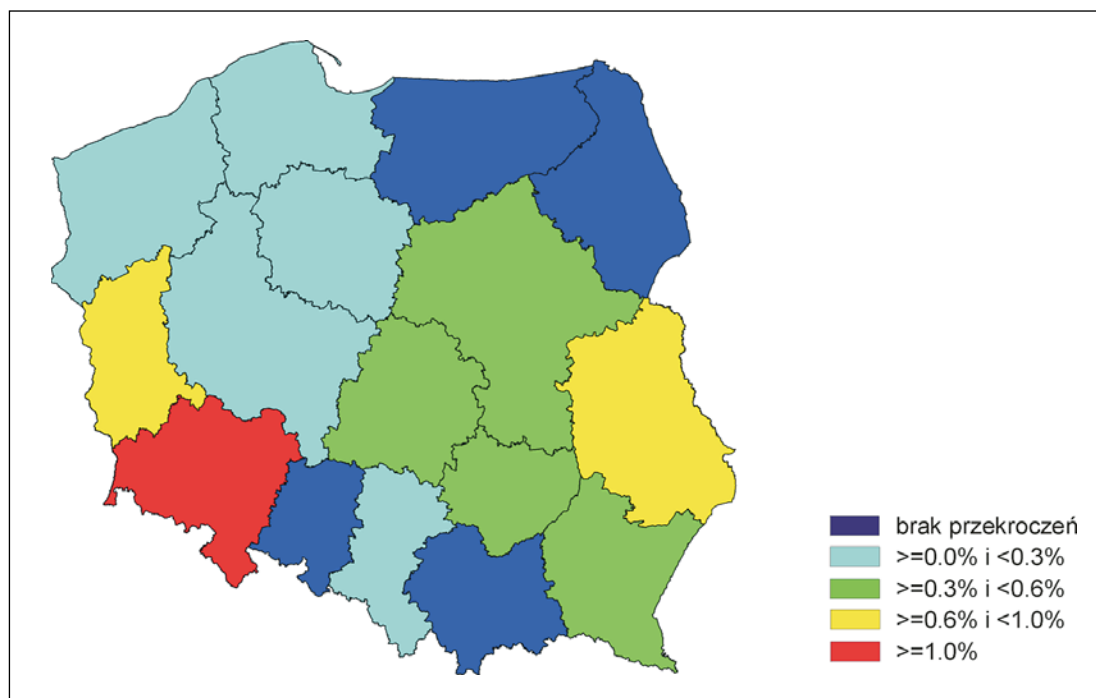 brak przekroczeń
>=0.0% i <0.3%
>=0.3% i <0.6%
>=0.6% i <1.0%
>=1.0%